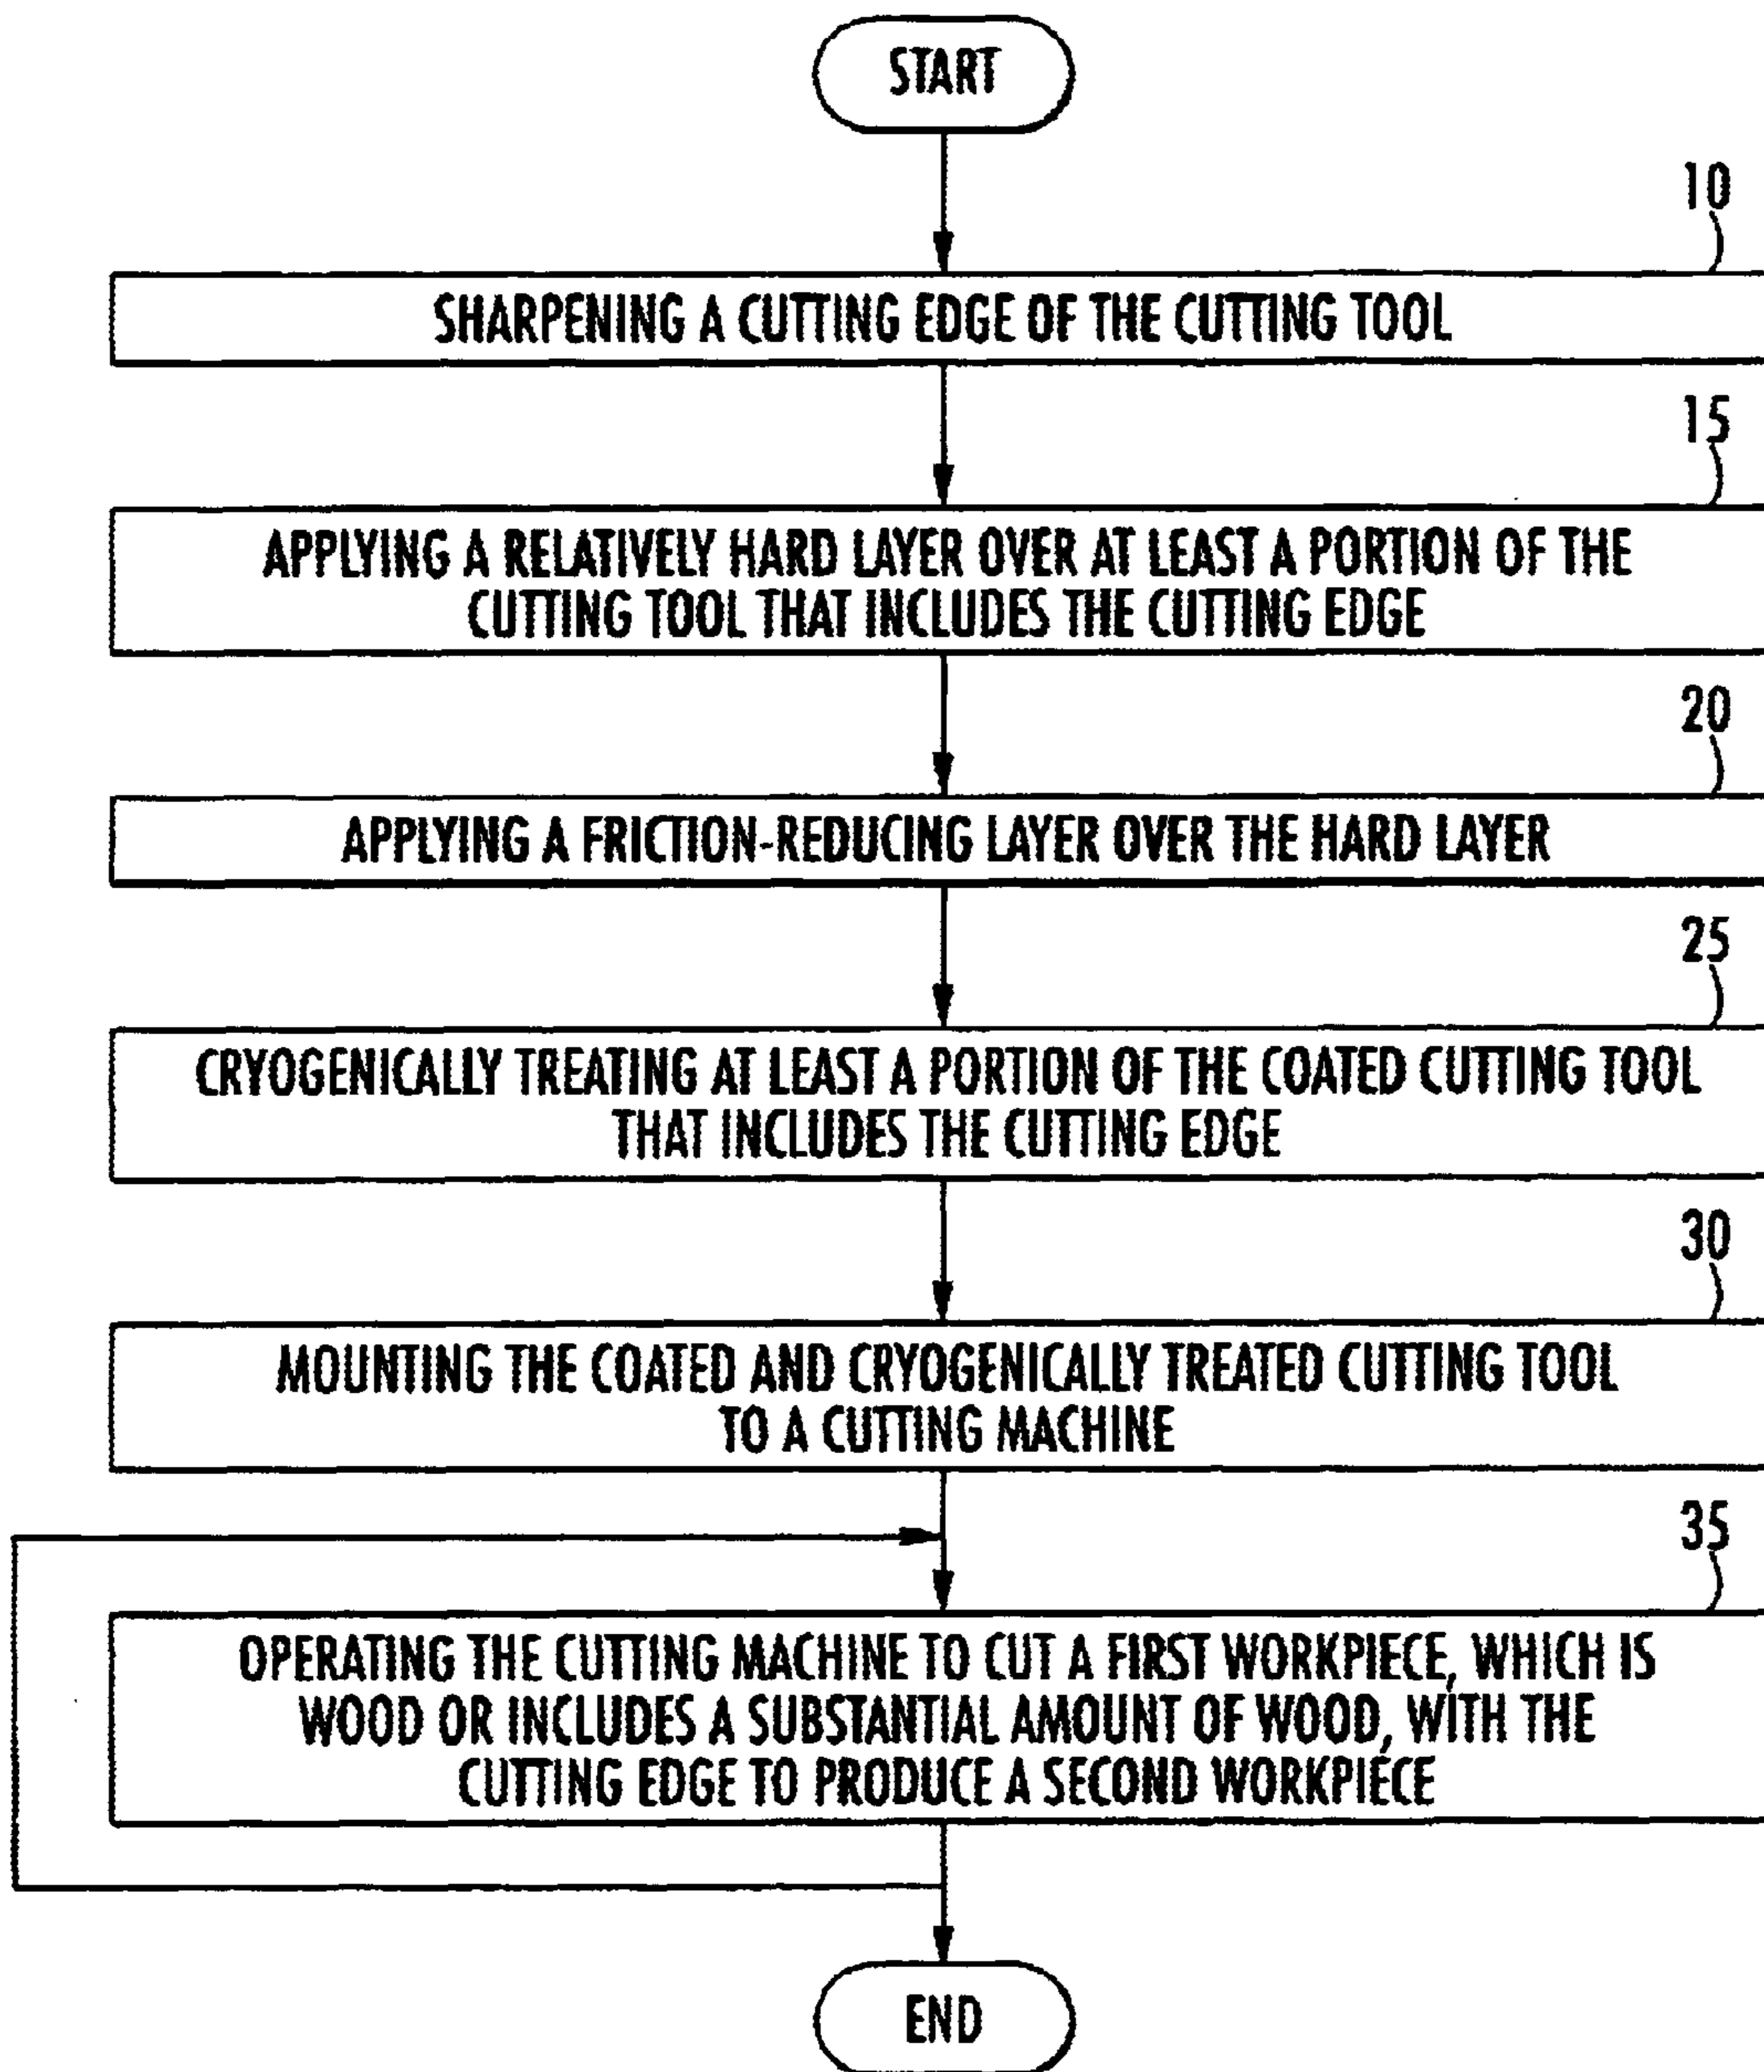 START
10
SHARPENING A CUTTING EDGE OF THE CUTTING TOOL
15
APPLYING A RELATIVELY HARD LAYER OVER AT LEAST A PORTION OF THE
CUTTING TOOL THAT INCLUDES THE CUTTING EDGE
20
APPLYING A FRICTION-REDUCING LAYER OVER THE HARD LAYER
25
CRYOGENICALLY TREATING AT LEAST A PORTION OF THE COATED CUTTING TOOL
THAT INCLUDES THE CUTTING EDGE
30
MOUNTING THE COATED AND CRYOGENICALLY TREATED CUTTING TOOL
TO A CUTTING MACHINE
35
OPERATING THE CUTTING MACHINE TO CUT A FIRST WORKPIECE, WHICH IS
WOOD OR INCLUDES A SUBSTANTIAL AMOUNT OF WOOD, WITH THE
CUTTING EDGE TO PRODUCE A SECOND WORKPIECE
END